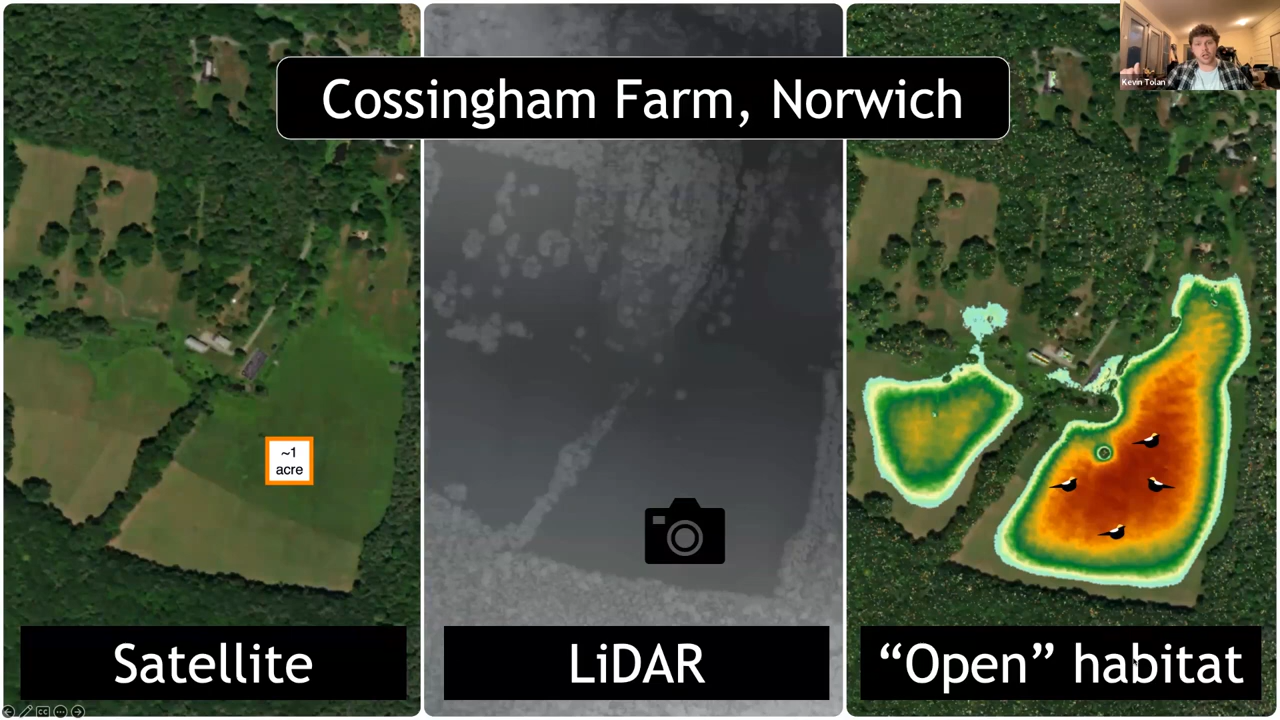 Cossingham Farm, Norwich
Kevin Tolan
~1
acre
Satellite
LiDAR
“Open” habitat